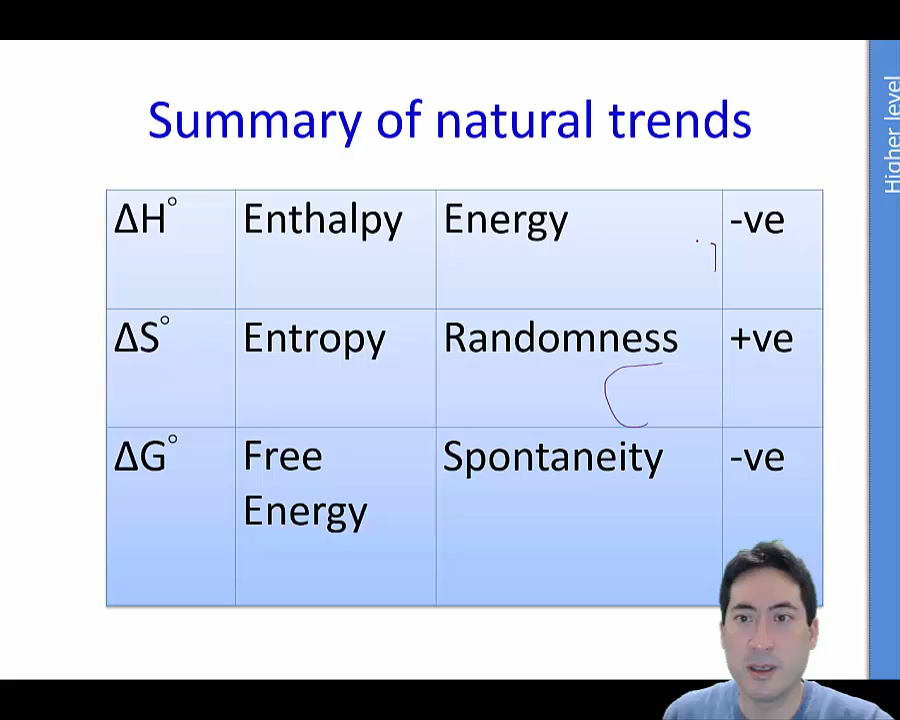 Summary of natural trends
Higher level
ΔH° Enthalpy Energy -ve
ΔS° Entropy Randomness +ve
ΔG° Free Energy Spontaneity -ve